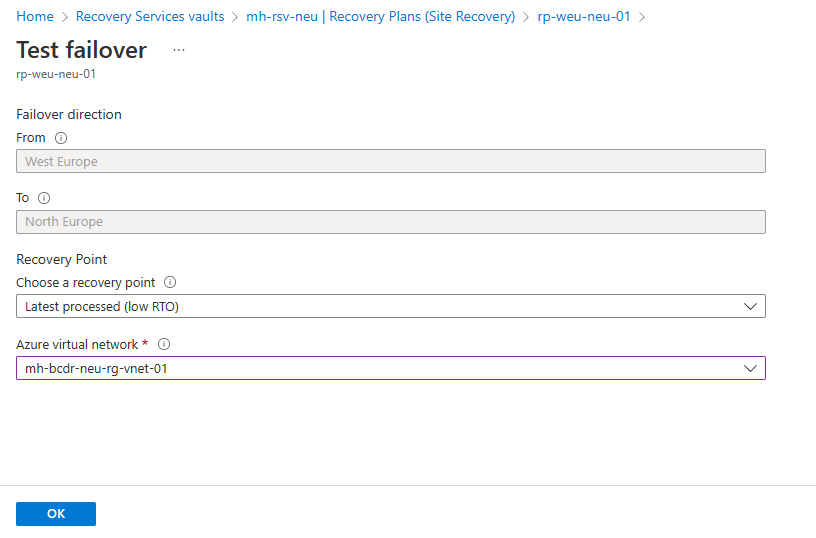 Home > Recovery Services vaults > mh-rsv-neu | Recovery Plans (Site Recovery) > rp-weu-neu-01 >
Test failover ...
rp-weu-neu-01
Failover direction
From
West Europe
To
North Europe
Recovery Point
Choose a recovery point
Latest processed (low RTO)
Azure virtual network *
mh-bcdr-neu-rg-vnet-01
OK